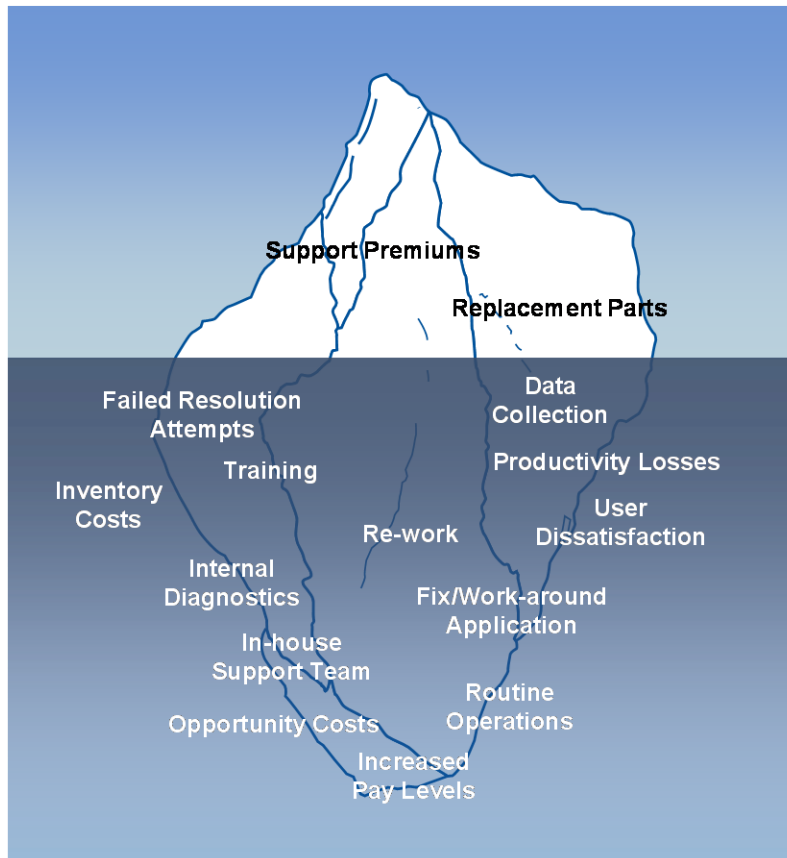 Support Premiums
Replacement Parts
Failed Resolution
Attempts
Data
Collection
Training
Productivity Losses
Inventory
Costs
User
Dissatisfaction
Re-work
Internal
Diagnostics
Fix/Work-around
Application
In-house
Support Team
Routine
Operations
Opportunity Costs
Increased
Pay Levels